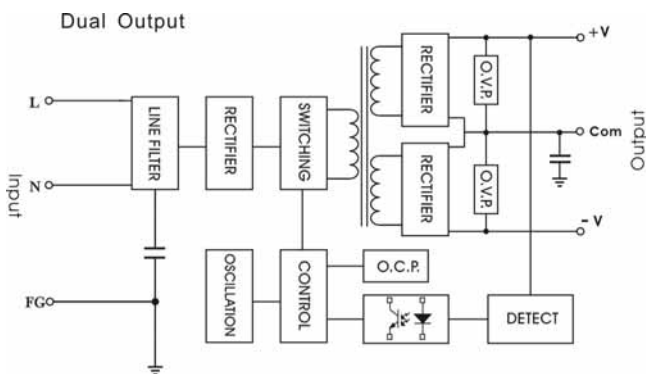 Dual Output
L
N
FG
Input
LINE FILTER
RECTIFIER
SWITCHING
RECTIFIER
RECTIFIER
O.V.P.
O.V.P.
+V
Com
- V
Output
OSCILLATION
CONTROL
O.C.P.
DETECT